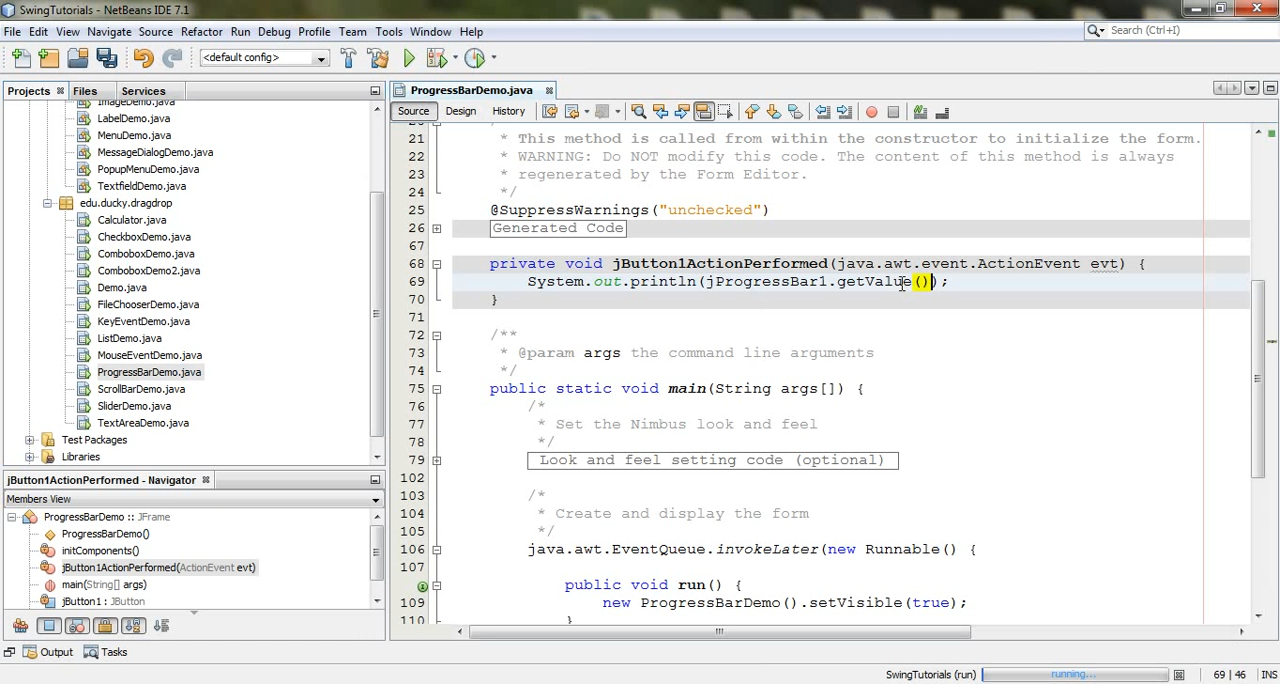 SwingTutorials - NetBeans IDE 7.1
File Edit View Navigate Source Refactor Run Debug Profile Team Tools Window Help
Search (Ctrl+I)
<default config>
Projects Files Services
ProgressBarDemo.java
Source Design History
ImageDemo.java
LabelDemo.java
MenuDemo.java
MessageDialogDemo.java
PopupMenuDemo.java
TextfieldDemo.java
edu.ducky.dragdrop
Calculator.java
CheckboxDemo.java
ComboboxDemo.java
ComboboxDemo2.java
Demo.java
FileChooserDemo.java
KeyEventDemo.java
ListDemo.java
MouseEventDemo.java
ProgressBarDemo.java
ScrollBarDemo.java
SliderDemo.java
TextAreaDemo.java
Test Packages
Libraries
jButton1ActionPerformed - Navigator
Members View
ProgressBarDemo :: JFrame
ProgressBarDemo()
initComponents()
jButton1ActionPerformed(ActionEvent evt)
main(String[] args)
jButton1 : JButton
21 * This method is called from within the constructor to initialize the form.
22 * WARNING: Do NOT modify this code. The content of this method is always
23 * regenerated by the Form Editor.
24 */
25 @SuppressWarnings("unchecked")
26 Generated Code
67
68 private void jButton1ActionPerformed(java.awt.event.ActionEvent evt) {
69 System.out.println(jProgressBar1.getValue());
70 }
71
72 /**
73 * @param args the command line arguments
74 */
75 public static void main(String args[]) {
76 /*
77 * Set the Nimbus look and feel
78 */
79 Look and feel setting code (optional)
102
103 /*
104 * Create and display the form
105 */
106 java.awt.EventQueue.invokeLater(new Runnable() {
107
public void run() {
109 new ProgressBarDemo().setVisible(true);
110 }
Output Tasks
SwingTutorials (run) running... 69 | 46 INS